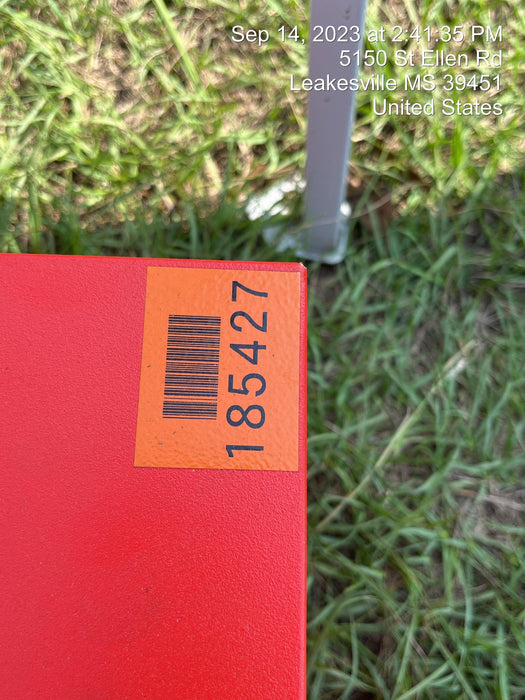 Sep 14, 2023 at 2:41:35 PM
5150 St Ellen Rd
Leakesville MS 39451
United States
185427